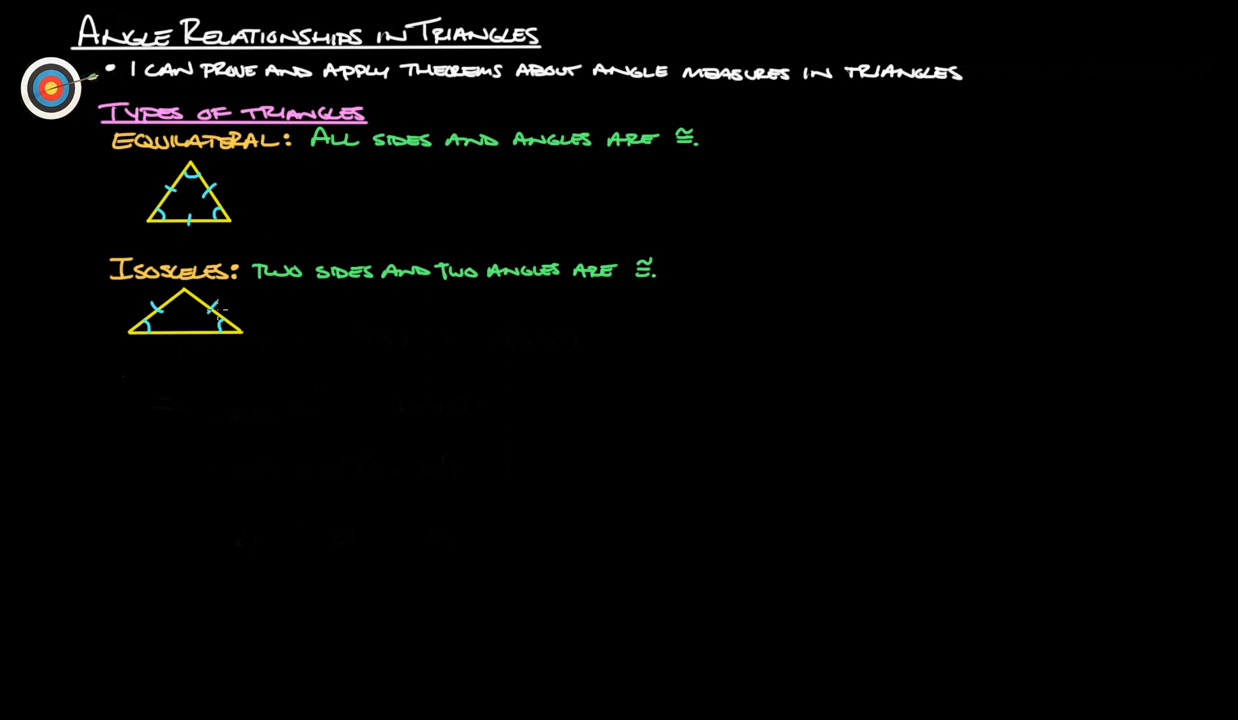 ANGLE RELATIONSHIPS IN TRIANGLES
• I CAN PROVE AND APPLY THEOREMS ABOUT ANGLE MEASURES IN TRIANGLES
TYPES OF TRIANGLES
EQUILATERAL: ALL SIDES AND ANGLES ARE ≅.
ISOSCELES: TWO SIDES AND TWO ANGLES ARE ≅.